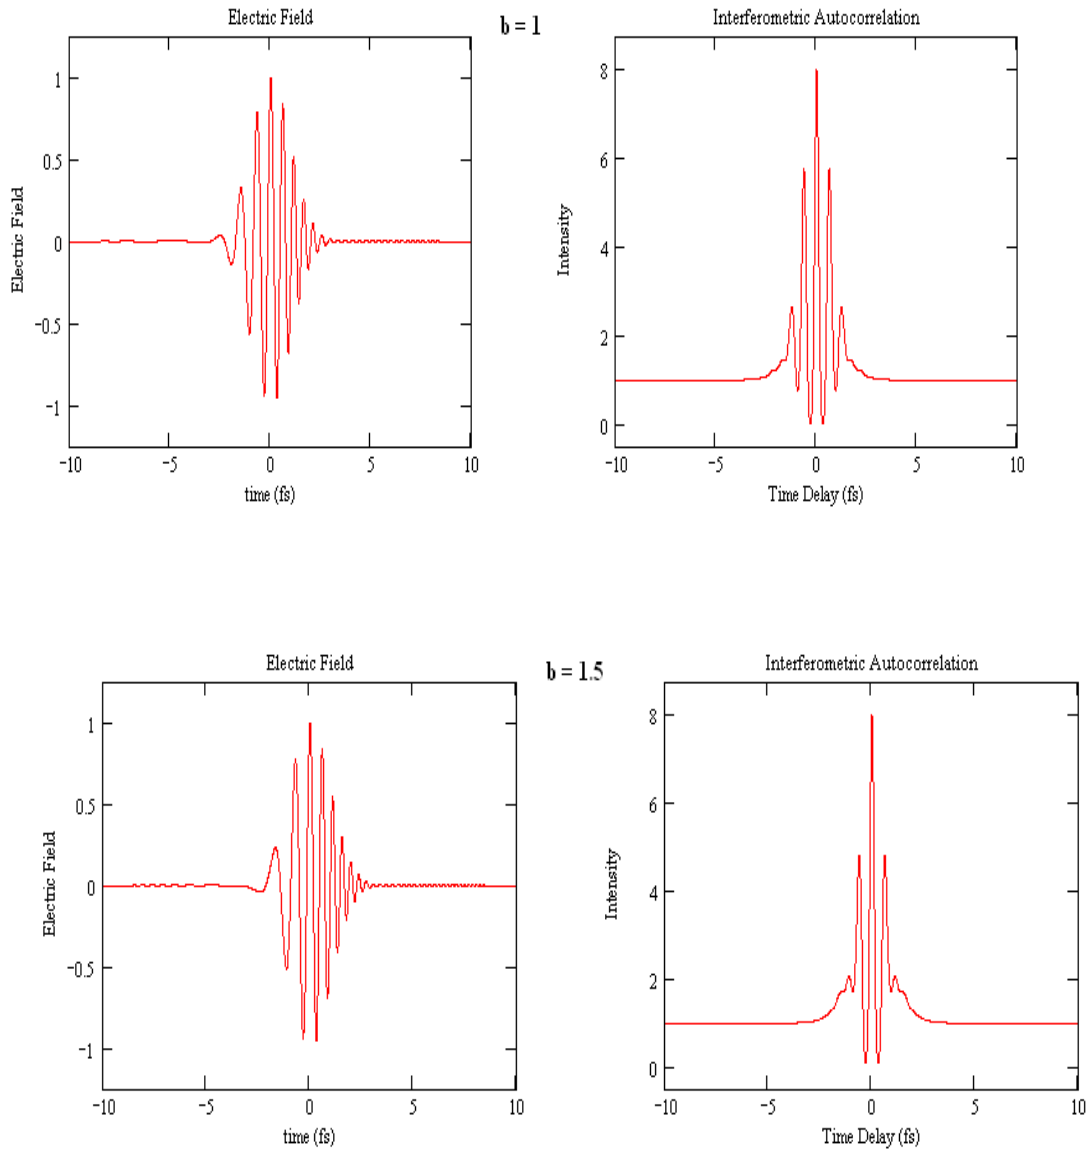 Electric Field
b = 1
Interferometric Autocorrelation
Electric Field
1
0.5
0
−0.5
−1
−10
−5
0
5
10
time (fs)
Intensity
8
6
4
2
0
−10
−5
0
5
10
Time Delay (fs)
Electric Field
b = 1.5
Interferometric Autocorrelation
Electric Field
1
0.5
0
−0.5
−1
−10
−5
0
5
10
time (fs)
Intensity
8
6
4
2
0
−10
−5
0
5
10
Time Delay (fs)